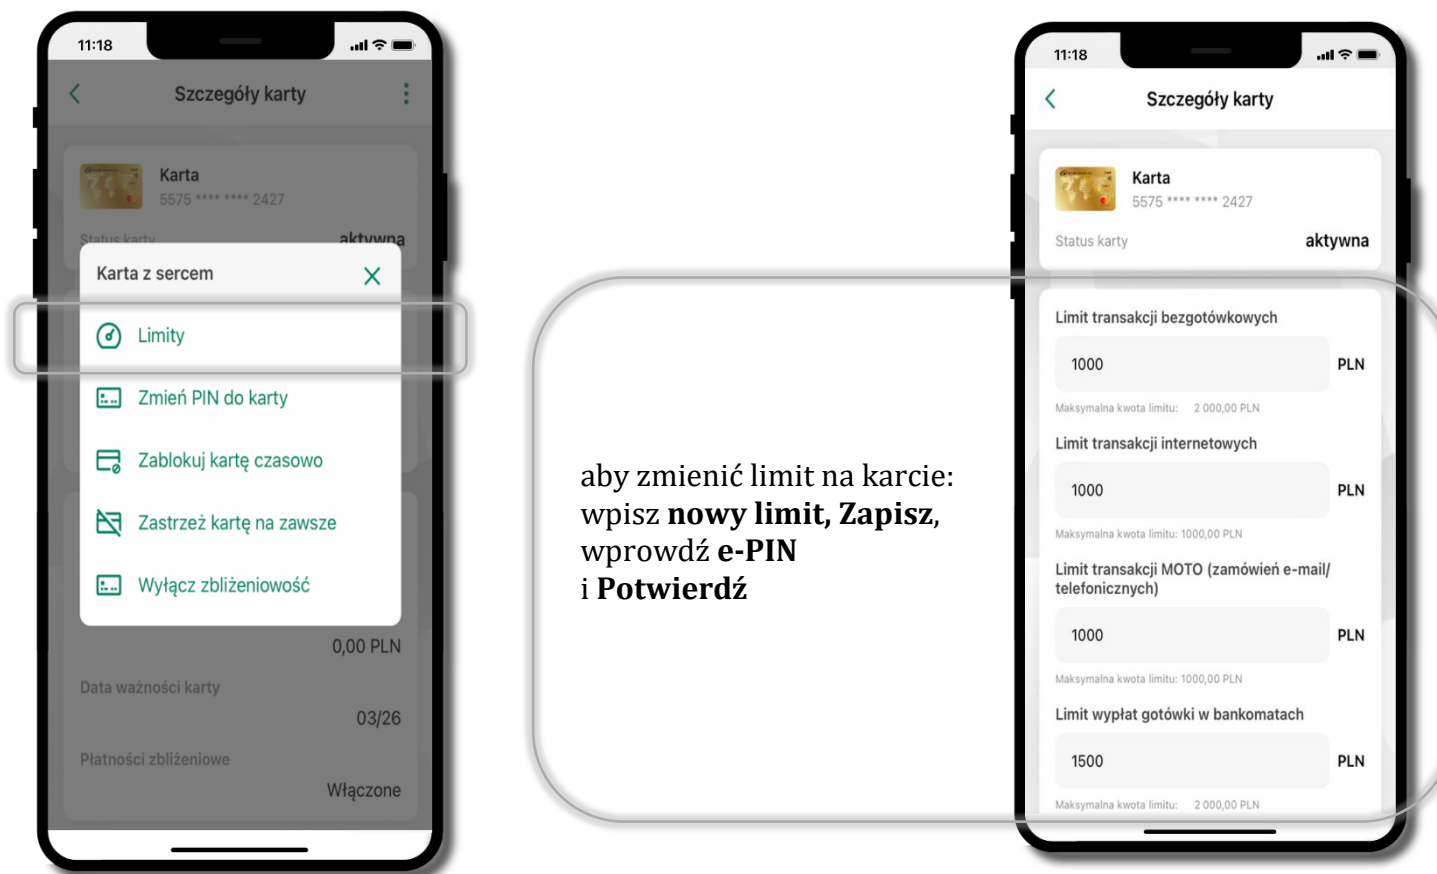 11:18
Szczegóły karty
Karta
5575 **** **** 2427
Status karty
aktywna
Karta z sercem
Limity
Zmień PIN do karty
Zablokuj kartę czasowo
Zastrzeż kartę na zawsze
Wyłącz zbliżeniowość
0,00 PLN
Data ważności karty
03/26
Płatności zbliżeniowe
Włączone
aby zmienić limit na karcie:
wpisz nowy limit, Zapisz,
wprowdź e-PIN
i Potwierdź
11:18
Szczegóły karty
Karta
5575 **** **** 2427
Status karty
aktywna
Limit transakcji bezgotówkowych
1000 PLN
Maksymalna kwota limitu: 2 000,00 PLN
Limit transakcji internetowych
1000 PLN
Maksymalna kwota limitu: 1000,00 PLN
Limit transakcji MOTO (zamówień e-mail/
telefonicznych)
1000 PLN
Maksymalna kwota limitu: 1000,00 PLN
Limit wypłat gotówki w bankomatach
1500 PLN
Maksymalna kwota limitu: 2 000,00 PLN